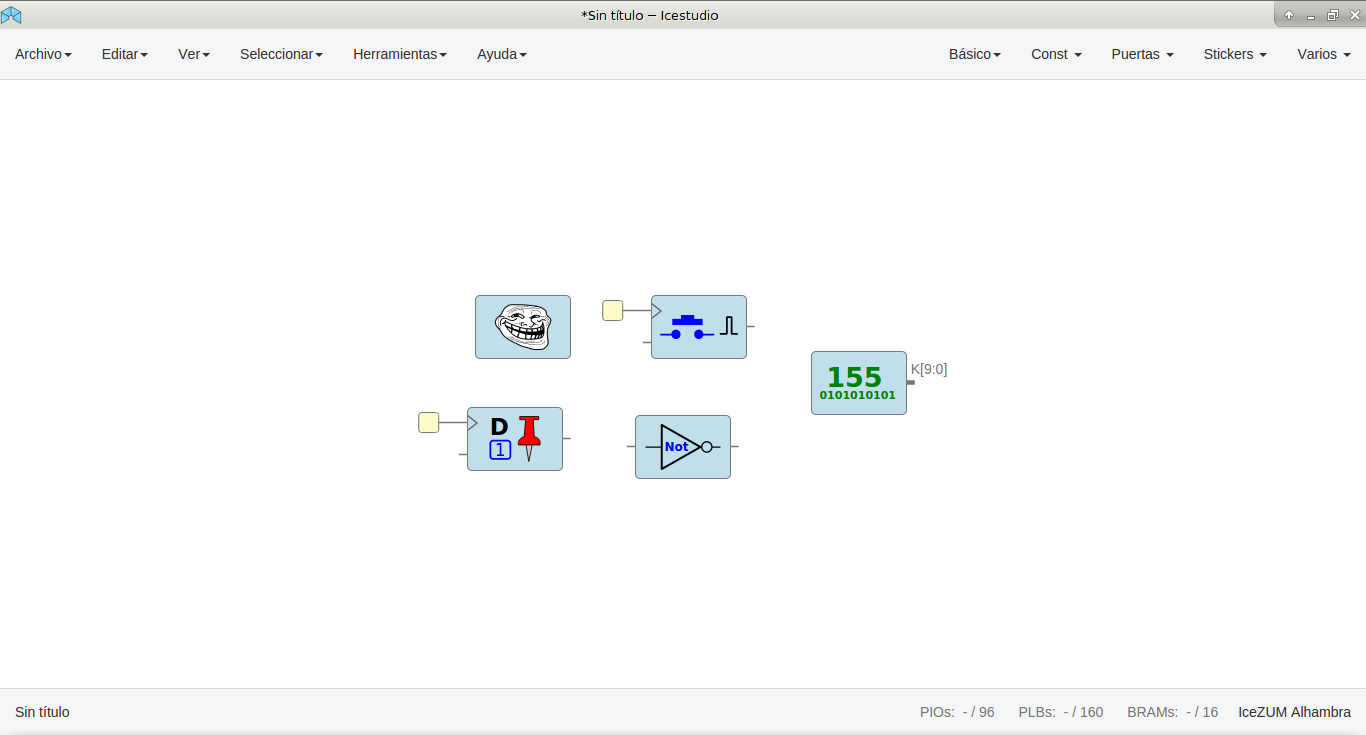 *Sin título – Icestudio
Archivo Editar Ver Seleccionar Herramientas Ayuda Básico Const Puertas Stickers Varios
155
0101010101
K[9:0]
D
1
Not
Sin título PIOs: - / 96 PLBs: - / 160 BRAMs: - / 16 IceZUM Alhambra